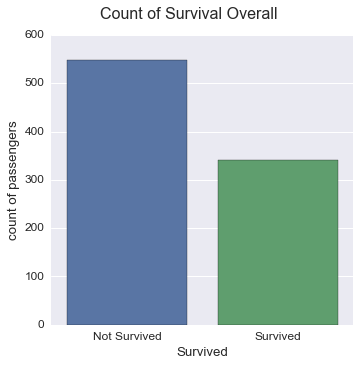 Count of Survival Overall
600
500
400
300
200
100
0
count of passengers
Not Survived
Survived
Survived